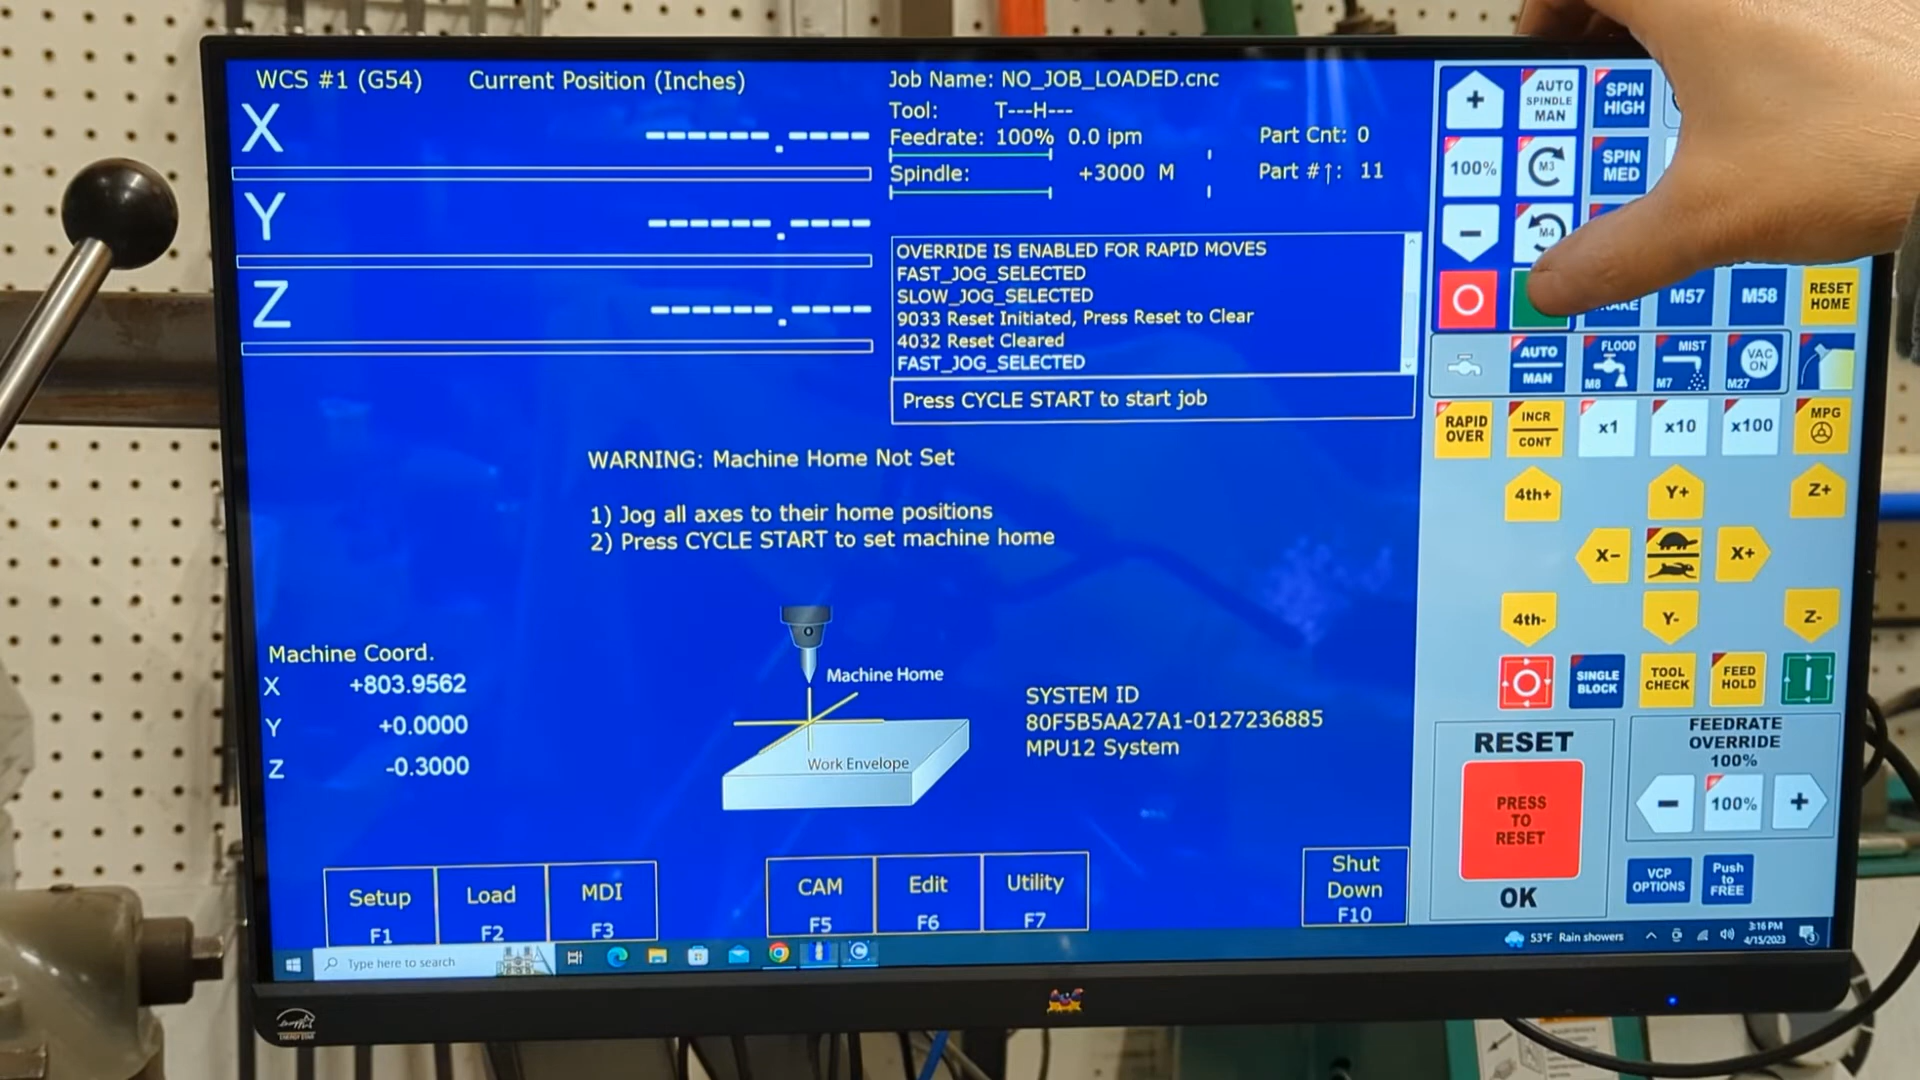 WCS #1 (G54) Current Position (Inches)
X ------.----
Y ------.----
Z ------.----
Job Name: NO_JOB_LOADED.cnc
Tool: T---H---
Feedrate: 100% 0.0 ipm Part Cnt: 0
Spindle: +3000 M Part #↑: 11
OVERRIDE IS ENABLED FOR RAPID MOVES
FAST_JOG_SELECTED
SLOW_JOG_SELECTED
9033 Reset Initiated, Press Reset to Clear
4032 Reset Cleared
FAST_JOG_SELECTED
Press CYCLE START to start job
WARNING: Machine Home Not Set
1) Jog all axes to their home positions
2) Press CYCLE START to set machine home
Machine Coord.
X +803.9562
Y +0.0000
Z -0.3000
Machine Home
Work Envelope
SYSTEM ID
80F5B5AA27A1-0127236885
MPU12 System
Setup
F1
Load
F2
MDI
F3
CAM
F5
Edit
F6
Utility
F7
Shut
Down
F10
+
AUTO
SPINDLE
MAN
SPIN
HIGH
100%
M3
SPIN
MED
-
M4
M57
M58
RESET
HOME
AUTO
MAN
FLOOD
M8
MIST
M7
VAC
ON
M27
RAPID
OVER
INCR
CONT
x1
x10
x100
MPG
4th+
Y+
Z+
X-
X+
4th-
Y-
Z-
SINGLE
BLOCK
TOOL
CHECK
FEED
HOLD
RESET
PRESS
TO
RESET
OK
FEEDRATE
OVERRIDE
100%
-
100%
+
VCP
OPTIONS
Push
to
FREE
Type here to search
53°F Rain showers
3:16 PM
4/15/2023
3
ENERGY STAR